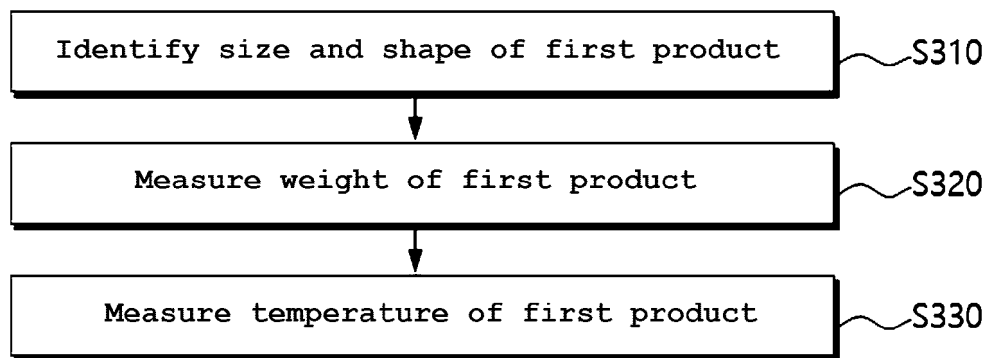 Identify size and shape of first product
S310
Measure weight of first product
S320
Measure temperature of first product
S330